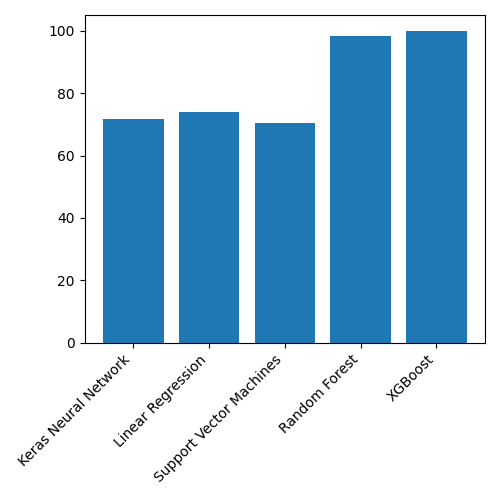 100
80
60
40
20
0
Keras Neural Network
Linear Regression
Support Vector Machines
Random Forest
XGBoost